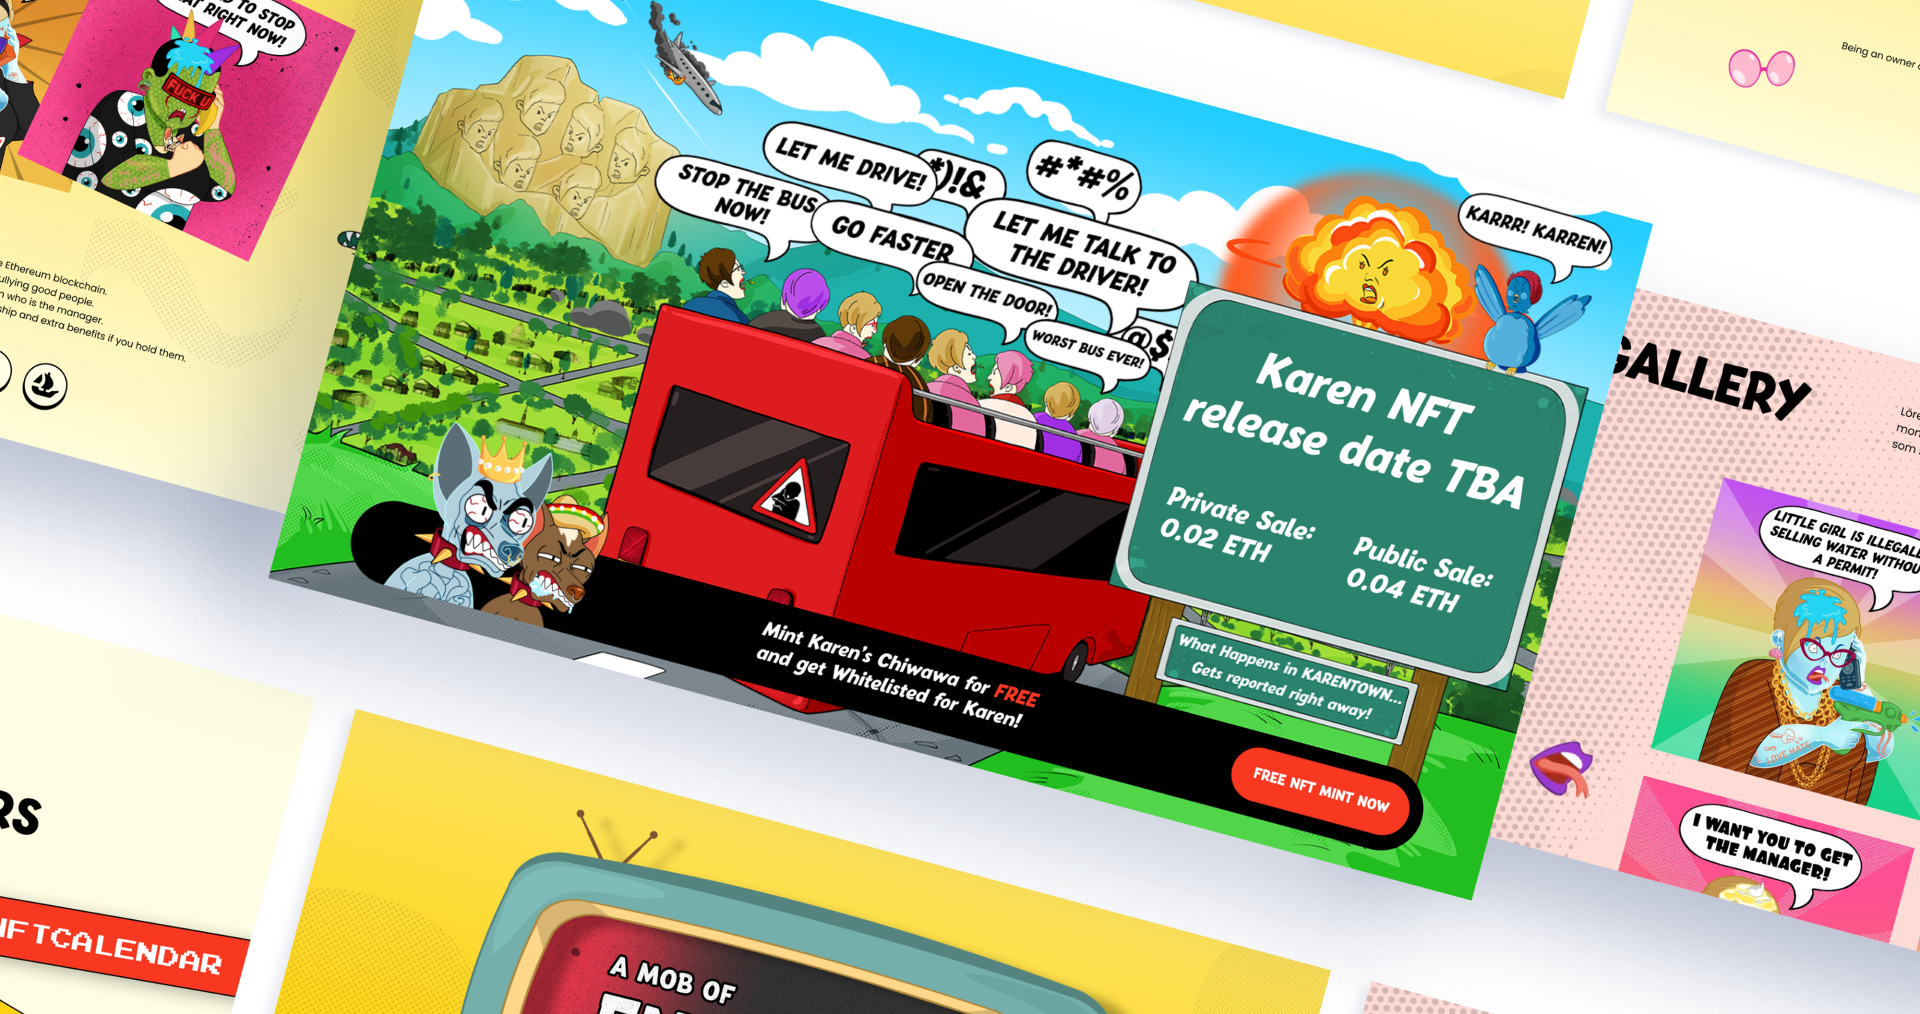 D TO STOP
AT RIGHT NOW!
FUCK U
e Ethereum blockchain.
ullying good people.
n who is the manager.
ship and extra benefits if you hold them.
LET ME DRIVE!
*)!&
#*#%
STOP THE BUS
NOW!
GO FASTER
LET ME TALK TO
THE DRIVER!
OPEN THE DOOR!
WORST BUS EVER!
@$
KARRR! KARREN!
Karen NFT
release date TBA
Private Sale:
0.02 ETH
Public Sale:
0.04 ETH
What Happens in KARENTOWN...
Gets reported right away!
Mint Karen's Chiwawa for FREE
and get Whitelisted for Karen!
FREE NFT MINT NOW
Being an owner
GALLERY
Lore
mon
som
LITTLE GIRL IS ILLEGAL
SELLING WATER WITHOU
A PERMIT!
LOVE HATE
I WANT YOU TO GET
THE MANAGER!
RS
NFTCALENDAR
A MOB OF